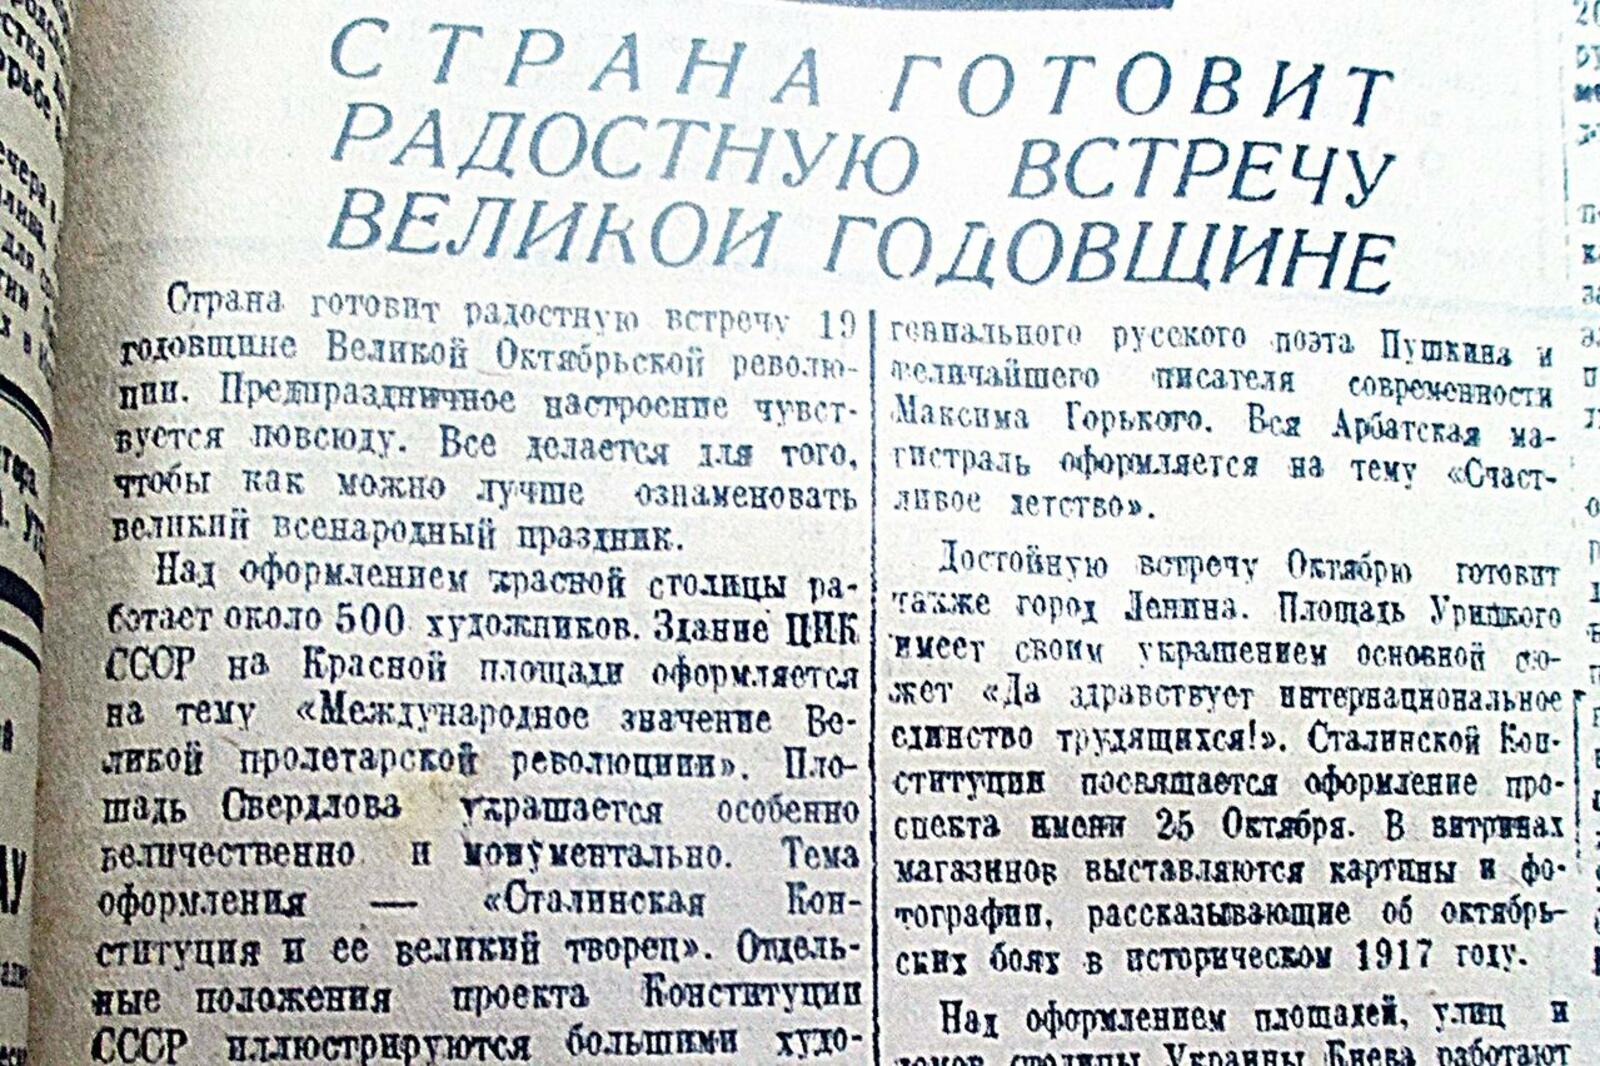 СТРАНА ГОТОВИТ
РАДОСТНУЮ ВСТРЕЧУ
ВЕЛИКОЙ ГОДОВЩИНЕ
Страна готовит радостную встречу 19
годовщине Великой Октябрьской револю-
ции. Предпраздничное настроение чувст-
вуется повсюду. Все делается для того,
чтобы как можно лучше ознаменовать
великий всенародный праздник.
Над оформлением красной столицы ра-
ботает около 500 художников. Здание ЦИК
СССР на Красной площади оформляется
на тему «Международное значение Ве-
ликой пролетарской революции». Пло-
щадь Свердлова украшается особенно
величественно и монументально. Тема
оформления — «Сталинская Кон-
ституция и ее великий творец». Отдель-
ные положения проекта Конституции
СССР иллюстрируются большими худо-
гениального русского поэта Пушкина и
величайшего писателя современности
Максима Горького. Вся Арбатская ма-
гистраль оформляется на тему «Счаст-
ливое детство».
Достойную встречу Октябрю готовит
также город Ленина. Площадь Урицкого
имеет своим украшением основной сю-
жет «Да здравствует интернациональное
единство трудящихся!». Сталинской Кон-
ституции посвящается оформление про-
спекта имени 25 Октября. В витринах
магазинов выставляются картины и фо-
тографии, рассказывающие об октябрь-
ских боях в историческом 1917 году.
Над оформлением площадей, улиц и
домов столицы Украины Киева работают